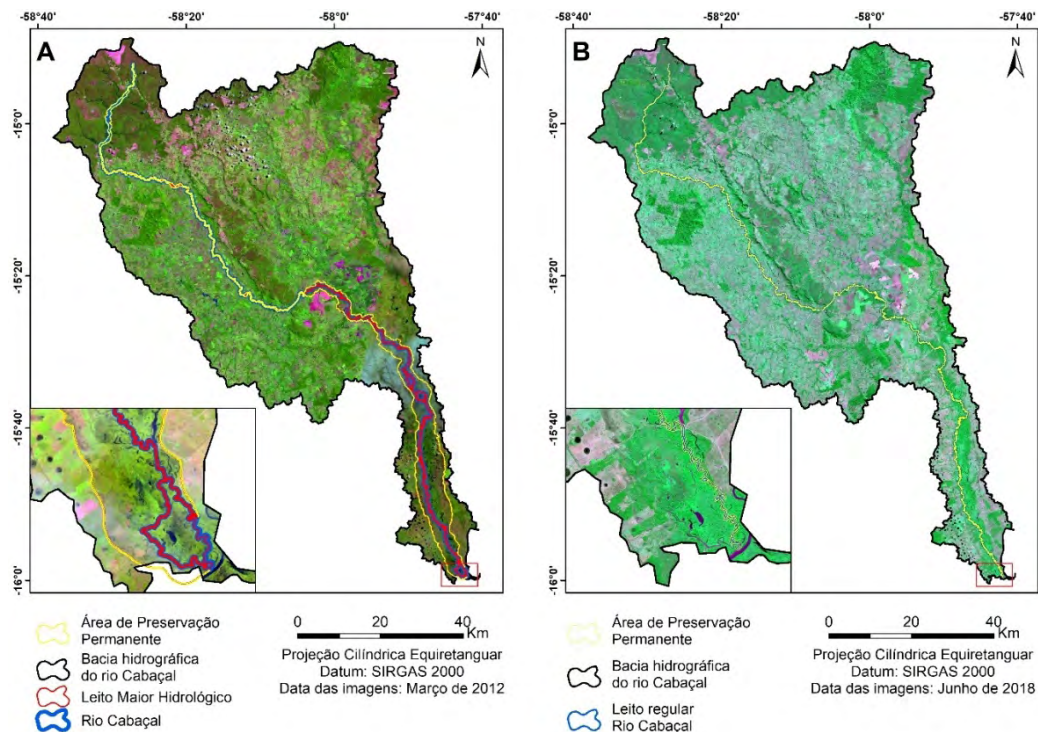 -58°40'
-58°20'
-58°0'
-57°40'
A
N
-15°0'
-15°20'
-15°40'
-16°0'
Área de Preservação
Permanente
Bacia hidrográfica
do rio Cabaçal
Leito Maior Hidrológico
Rio Cabaçal
0 20 40
Km
Projeção Cilíndrica Equiretanguar
Datum: SIRGAS 2000
Data das imagens: Março de 2012
-58°40'
-58°20'
-58°0'
-57°40'
B
N
-15°0'
-15°20'
-15°40'
-16°0'
Área de Preservação
Permanente
Bacia hidrográfica
do rio Cabaçal
Leito regular
Rio Cabaçal
0 20 40
Km
Projeção Cilíndrica Equiretanguar
Datum: SIRGAS 2000
Data das imagens: Junho de 2018